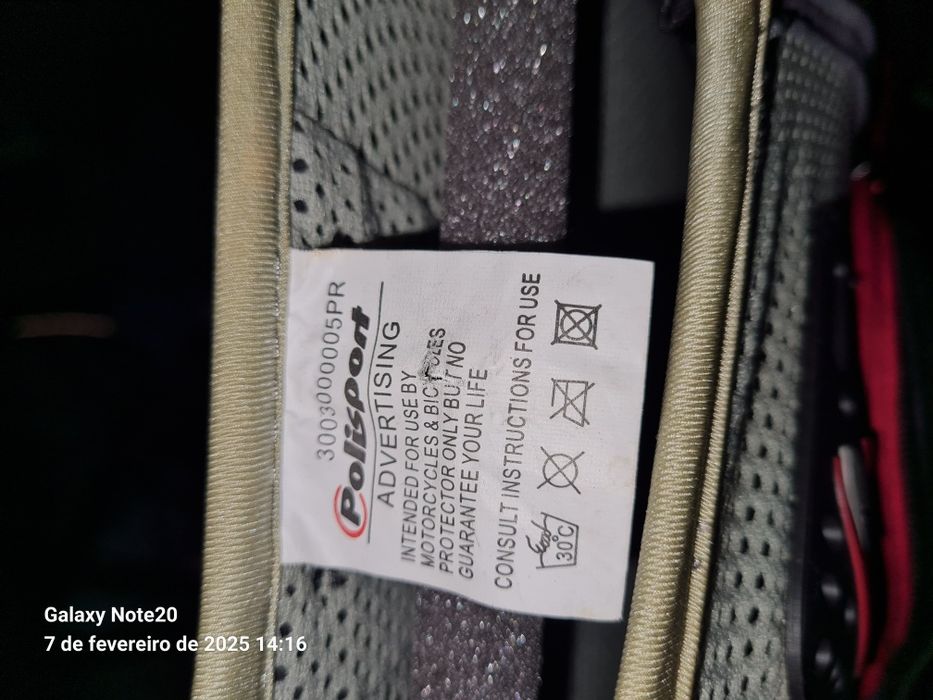 3003000005PR
Polisport
ADVERTISING
INTENDED FOR USE BY
MOTORCYCLES & BICYCLES
PROTECTOR ONLY BUT NO
GUARANTEE YOUR LIFE
CONSULT INSTRUCTIONS FOR USE
30°C
Galaxy Note20
7 de fevereiro de 2025 14:16